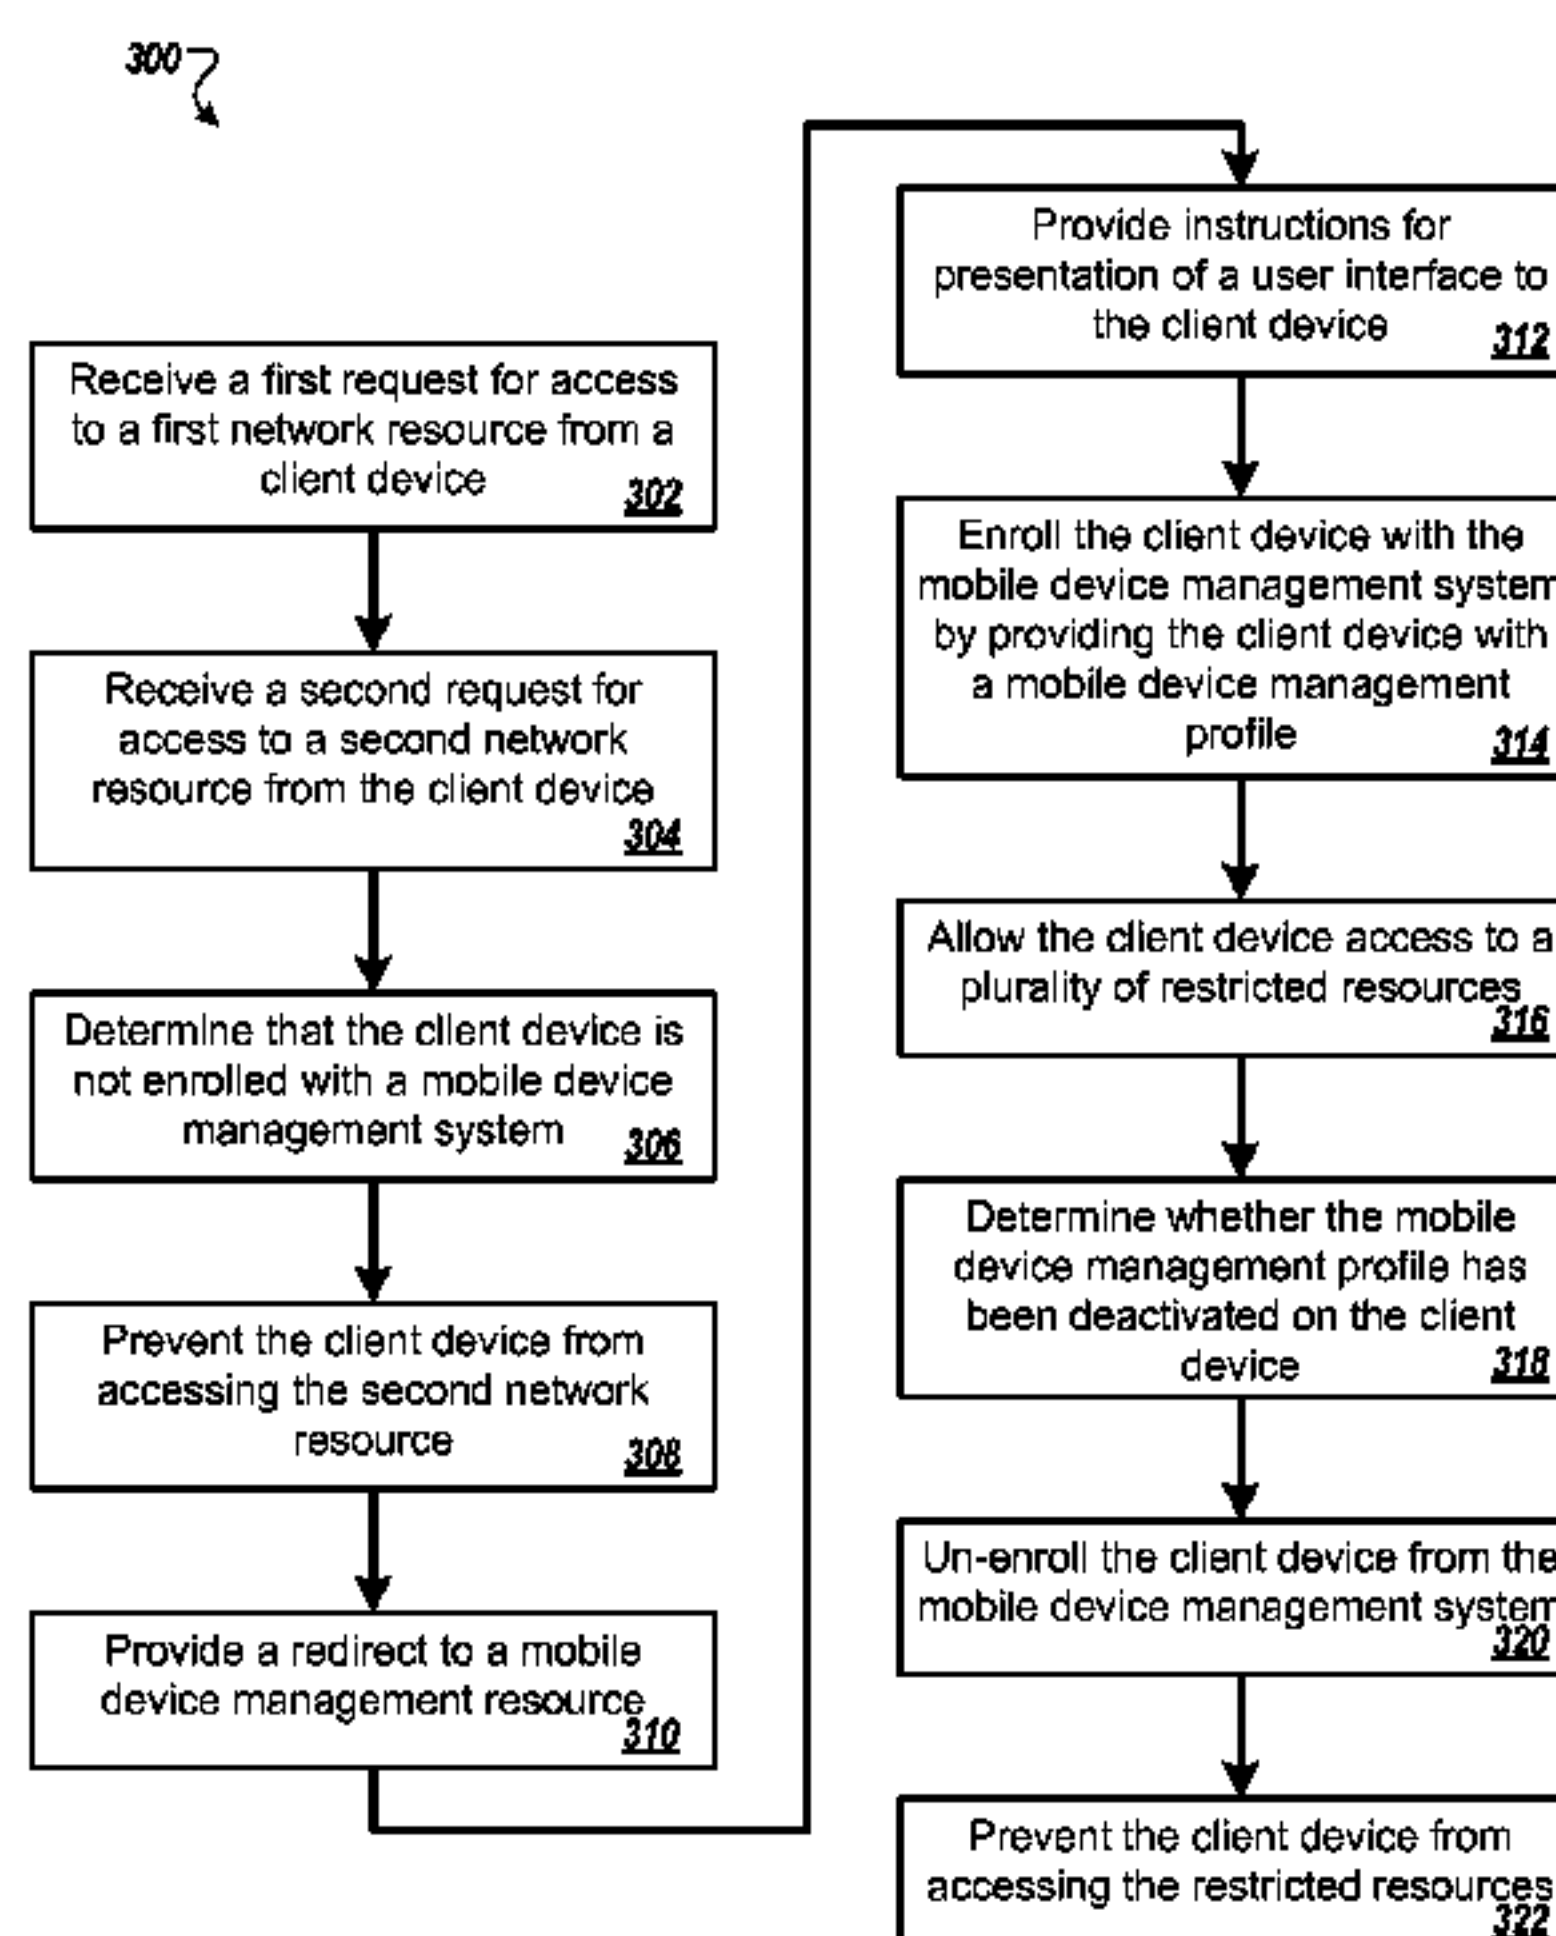 300
Receive a first request for access
to a first network resource from a
client device
302
Receive a second request for
access to a second network
resource from the client device
304
Determine that the client device is
not enrolled with a mobile device
management system
306
Prevent the client device from
accessing the second network
resource
308
Provide a redirect to a mobile
device management resource
310
Provide instructions for
presentation of a user interface to
the client device
312
Enroll the client device with the
mobile device management system
by providing the client device with
a mobile device management
profile
314
Allow the client device access to a
plurality of restricted resources
316
Determine whether the mobile
device management profile has
been deactivated on the client
device
318
Un-enroll the client device from the
mobile device management system
320
Prevent the client device from
accessing the restricted resources
322